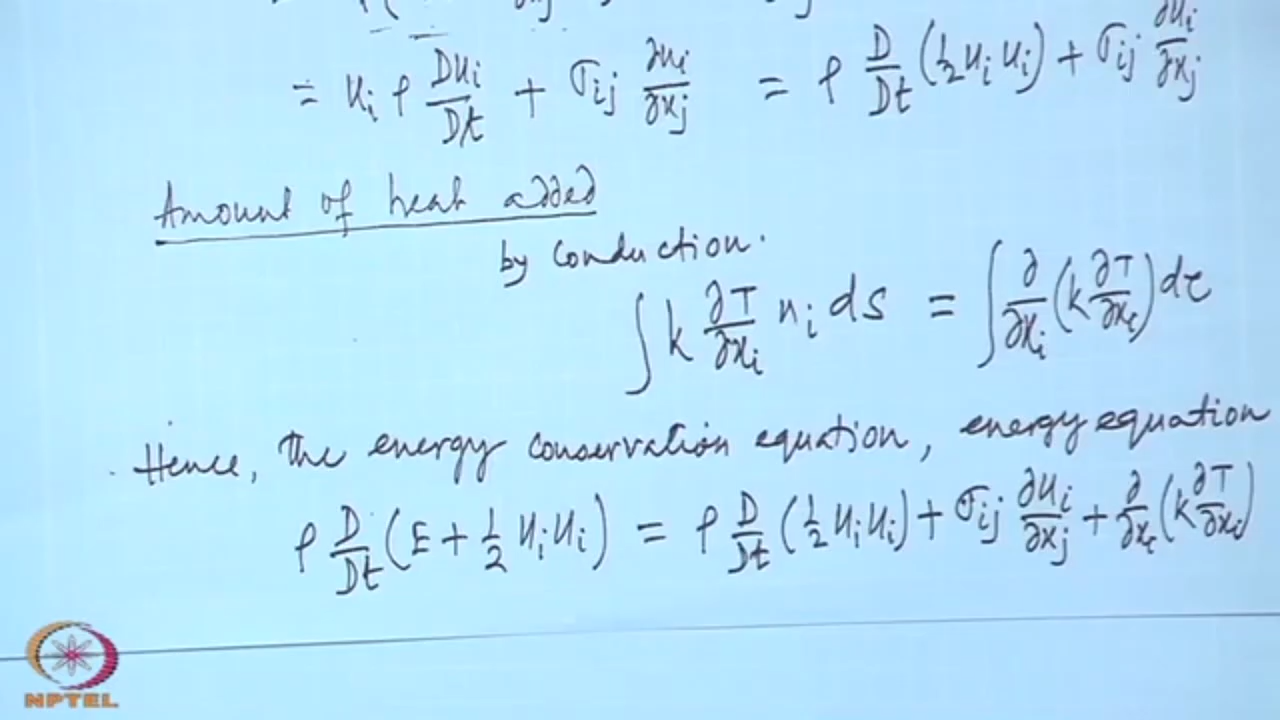 = u_i ρ Du_i/Dt + σ_ij ∂u_i/∂x_j = ρ D/Dt (1/2 u_i u_i) + σ_ij ∂u_i/∂x_j
Amount of heat added
by conduction.
∫ k ∂T/∂x_i n_i ds = ∫ ∂/∂x_i (k ∂T/∂x_i) dτ
Hence, the energy conservation equation, energy equation
ρ D/Dt (E + 1/2 u_i u_i) = ρ D/Dt (1/2 u_i u_i) + σ_ij ∂u_i/∂x_j + ∂/∂x_i (k ∂T/∂x_i)
NPTEL